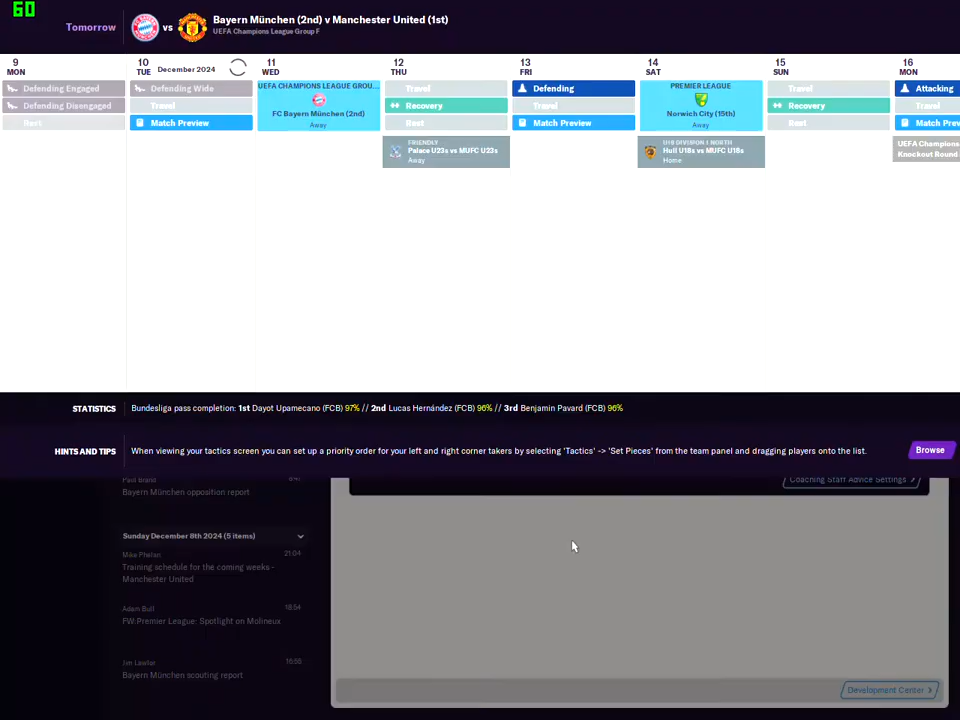 60
Tomorrow
vs
Bayern München (2nd) v Manchester United (1st)
UEFA Champions League Group F
9
MON
10
TUE
December 2024
11
WED
12
THU
13
FRI
14
SAT
15
SUN
16
MON
Defending Engaged
Defending Disengaged
Rest
Defending Wide
Travel
Match Preview
UEFA CHAMPIONS LEAGUE GROU...
FC Bayern München (2nd)
Away
Travel
Recovery
Rest
FRIENDLY
Palace U23s vs MUFC U23s
Away
Defending
Travel
Match Preview
PREMIER LEAGUE
Norwich City (15th)
Away
U18 DIVISION 1 NORTH
Hull U18s vs MUFC U18s
Home
Travel
Recovery
Rest
Attacking
Travel
Match Prev
UEFA Champions
Knockout Round
STATISTICS
Bundesliga pass completion: 1st Dayot Upamecano (FCB) 97% // 2nd Lucas Hernández (FCB) 96% // 3rd Benjamin Pavard (FCB) 96%
HINTS AND TIPS
When viewing your tactics screen you can set up a priority order for your left and right corner takers by selecting 'Tactics' -> 'Set Pieces' from the team panel and dragging players onto the list.
Browse
Bayern München opposition report
Coaching Staff Advice Settings >
Sunday December 8th 2024 (5 items)
Mike Phelan
21:04
Training schedule for the coming weeks -
Manchester United
Adam Bull
18:54
FW:Premier League: Spotlight on Molineux
Jim Lawlor
16:56
Bayern München scouting report
Development Center >